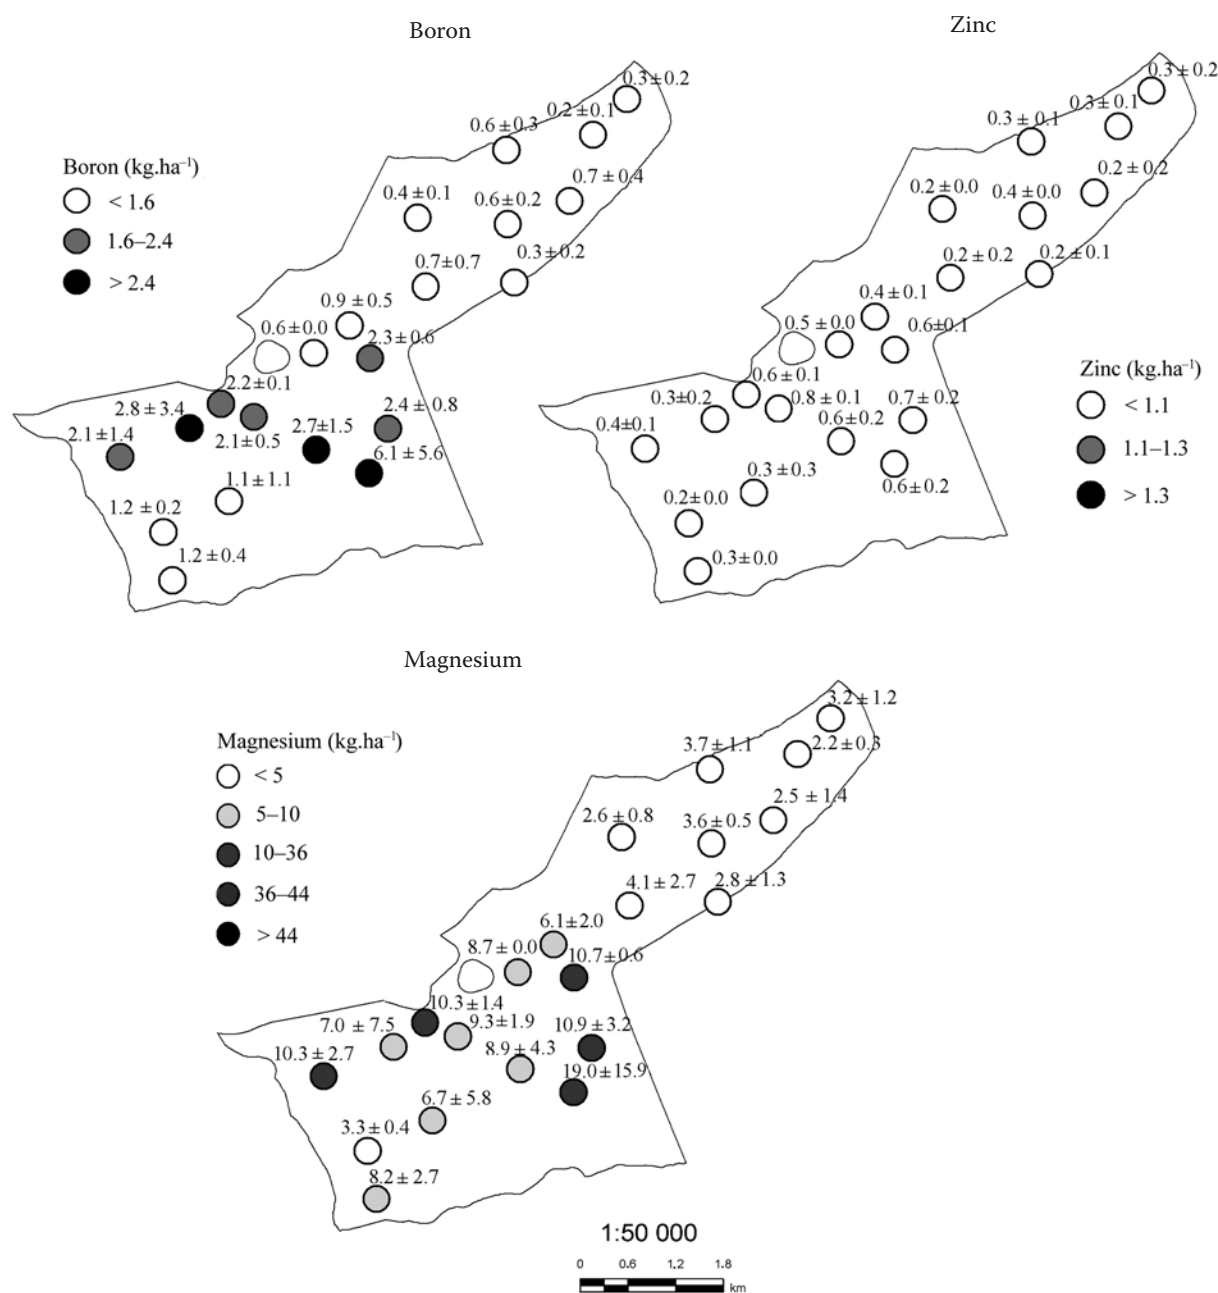 Boron
Zinc
Boron (kg.ha⁻¹)
< 1.6
1.6–2.4
> 2.4
0.3 ± 0.2
0.2 ± 0.1
0.6 ± 0.3
0.7 ± 0.4
0.4 ± 0.1
0.6 ± 0.2
0.3 ± 0.2
0.7 ± 0.7
0.9 ± 0.5
0.6 ± 0.0
2.3 ± 0.6
2.2 ± 0.1
2.8 ± 3.4
2.1 ± 0.5
2.7 ± 1.5
2.4 ± 0.8
2.1 ± 1.4
6.1 ± 5.6
1.1 ± 1.1
1.2 ± 0.2
1.2 ± 0.4
0.3 ± 0.2
0.3 ± 0.1
0.3 ± 0.1
0.2 ± 0.2
0.2 ± 0.0
0.4 ± 0.0
0.2 ± 0.1
0.2 ± 0.2
0.4 ± 0.1
0.5 ± 0.0
0.6 ± 0.1
0.6 ± 0.1
0.3 ± 0.2
0.8 ± 0.1
0.7 ± 0.2
0.6 ± 0.2
0.4 ± 0.1
0.3 ± 0.3
0.6 ± 0.2
0.2 ± 0.0
0.3 ± 0.0
Zinc (kg.ha⁻¹)
< 1.1
1.1–1.3
> 1.3
Magnesium
Magnesium (kg.ha⁻¹)
< 5
5–10
10–36
36–44
> 44
3.2 ± 1.2
2.2 ± 0.3
3.7 ± 1.1
2.5 ± 1.4
2.6 ± 0.8
3.6 ± 0.5
4.1 ± 2.7
2.8 ± 1.3
6.1 ± 2.0
8.7 ± 0.0
10.7 ± 0.6
10.3 ± 1.4
7.0 ± 7.5
9.3 ± 1.9
10.9 ± 3.2
10.3 ± 2.7
8.9 ± 4.3
19.0 ± 15.9
6.7 ± 5.8
3.3 ± 0.4
8.2 ± 2.7
1:50 000
0 0.6 1.2 1.8
km